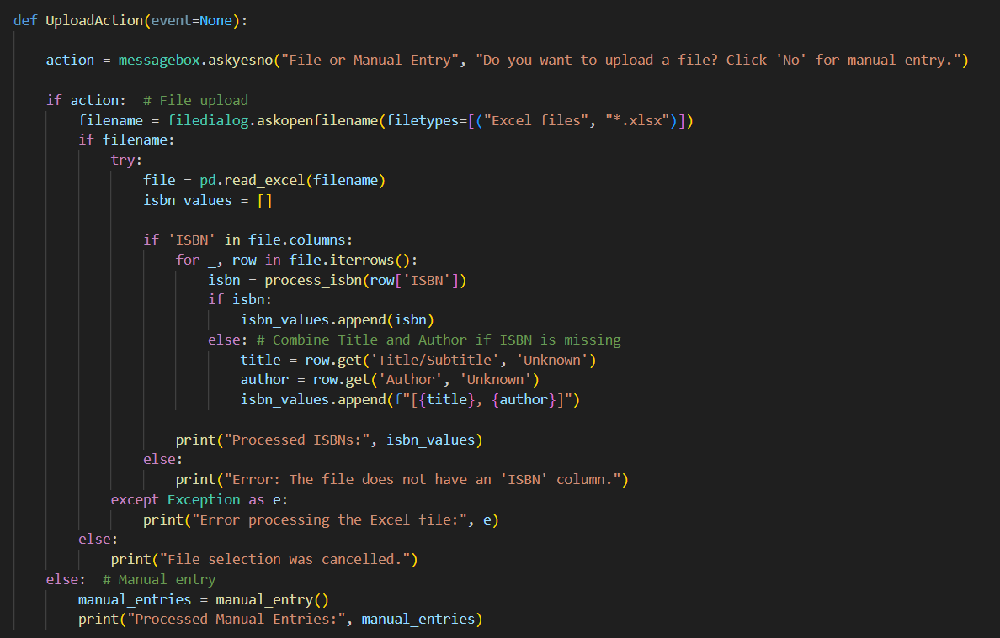 def UploadAction(event=None):

    action = messagebox.askyesno("File or Manual Entry", "Do you want to upload a file? Click 'No' for manual entry.")

    if action:  # File upload
        filename = filedialog.askopenfilename(filetypes=[("Excel files", "*.xlsx")])
        if filename:
            try:
                file = pd.read_excel(filename)
                isbn_values = []

                if 'ISBN' in file.columns:
                    for _, row in file.iterrows():
                        isbn = process_isbn(row['ISBN'])
                        if isbn:
                            isbn_values.append(isbn)
                        else: # Combine Title and Author if ISBN is missing
                            title = row.get('Title/Subtitle', 'Unknown')
                            author = row.get('Author', 'Unknown')
                            isbn_values.append(f"[{title}, {author}]")

                    print("Processed ISBNs:", isbn_values)
                else:
                    print("Error: The file does not have an 'ISBN' column.")
            except Exception as e:
                print("Error processing the Excel file:", e)
        else:
            print("File selection was cancelled.")
    else:  # Manual entry
        manual_entries = manual_entry()
        print("Processed Manual Entries:", manual_entries)